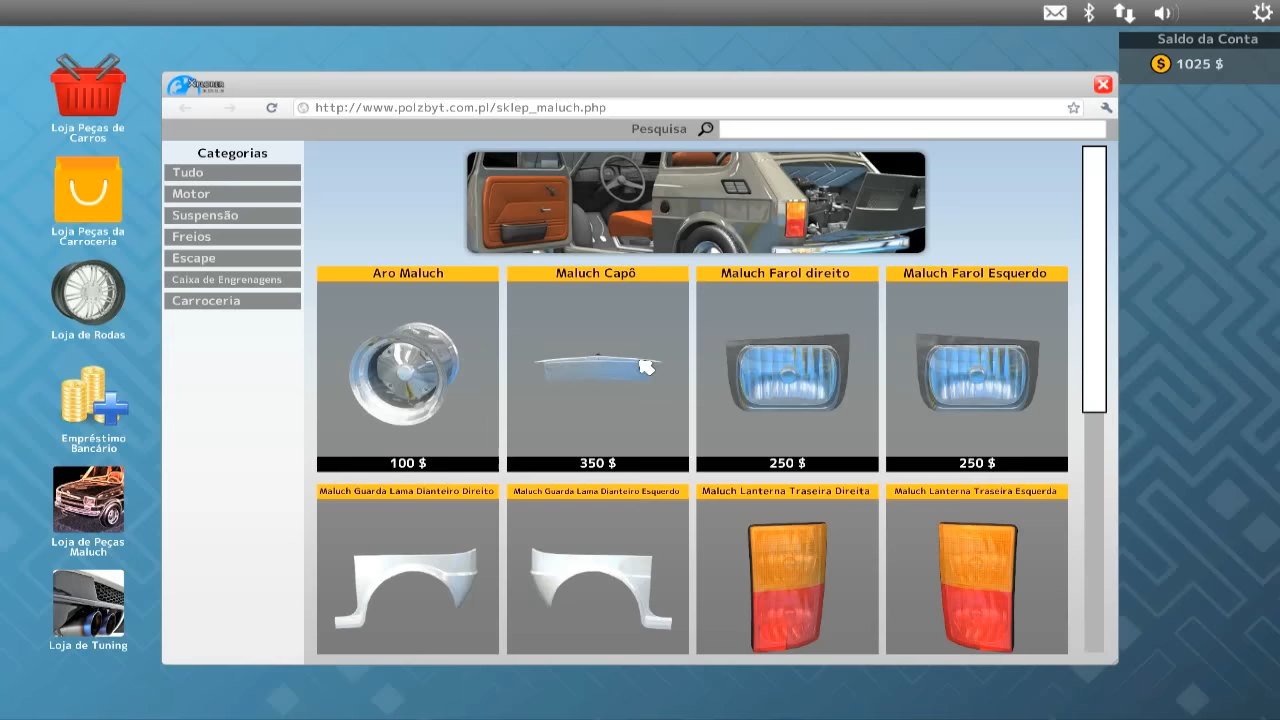 Saldo da Conta
$ 1025 $
Loja Peças de
Carros
Loja Peças da
Carroceria
Loja de Rodas
Empréstimo
Bancário
Loja de Peças
Maluch
Loja de Tuning
XPLORER
http://www.polzbyt.com.pl/sklep_maluch.php
Pesquisa
Categorias
Tudo
Motor
Suspensão
Freios
Escape
Caixa de Engrenagens
Carroceria
Aro Maluch
100 $
Maluch Capô
350 $
Maluch Farol direito
250 $
Maluch Farol Esquerdo
250 $
Maluch Guarda Lama Dianteiro Direito
Maluch Guarda Lama Dianteiro Esquerdo
Maluch Lanterna Traseira Direita
Maluch Lanterna Traseira Esquerda